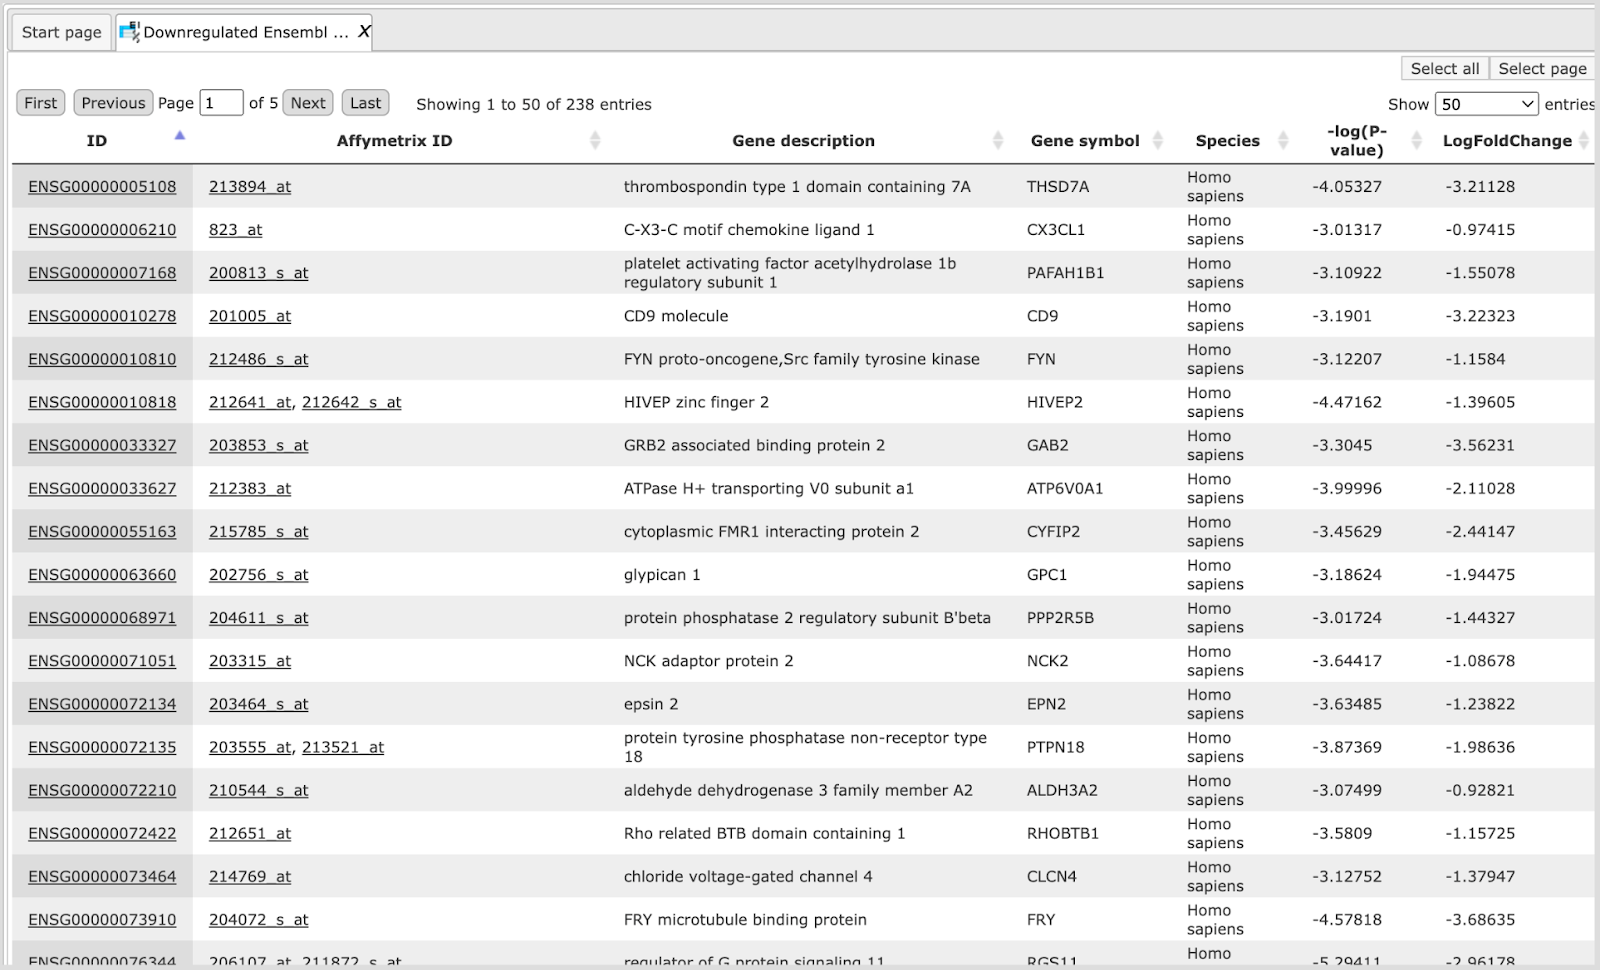 Start page Downregulated Ensembl ... X
Select all Select page
First Previous Page 1 of 5 Next Last Showing 1 to 50 of 238 entries Show 50 entries
ID Affymetrix ID Gene description Gene symbol Species -log(P-value) LogFoldChange
ENSG00000005108 213894_at thrombospondin type 1 domain containing 7A THSD7A Homo sapiens -4.05327 -3.21128
ENSG00000006210 823_at C-X3-C motif chemokine ligand 1 CX3CL1 Homo sapiens -3.01317 -0.97415
ENSG00000007168 200813_s_at platelet activating factor acetylhydrolase 1b regulatory subunit 1 PAFAH1B1 Homo sapiens -3.10922 -1.55078
ENSG00000010278 201005_at CD9 molecule CD9 Homo sapiens -3.1901 -3.22323
ENSG00000010810 212486_s_at FYN proto-oncogene,Src family tyrosine kinase FYN Homo sapiens -3.12207 -1.1584
ENSG00000010818 212641_at, 212642_s_at HIVEP zinc finger 2 HIVEP2 Homo sapiens -4.47162 -1.39605
ENSG00000033327 203853_s_at GRB2 associated binding protein 2 GAB2 Homo sapiens -3.3045 -3.56231
ENSG00000033627 212383_at ATPase H+ transporting V0 subunit a1 ATP6V0A1 Homo sapiens -3.99996 -2.11028
ENSG00000055163 215785_s_at cytoplasmic FMR1 interacting protein 2 CYFIP2 Homo sapiens -3.45629 -2.44147
ENSG00000063660 202756_s_at glypican 1 GPC1 Homo sapiens -3.18624 -1.94475
ENSG00000068971 204611_s_at protein phosphatase 2 regulatory subunit B'beta PPP2R5B Homo sapiens -3.01724 -1.44327
ENSG00000071051 203315_at NCK adaptor protein 2 NCK2 Homo sapiens -3.64417 -1.08678
ENSG00000072134 203464_s_at epsin 2 EPN2 Homo sapiens -3.63485 -1.23822
ENSG00000072135 203555_at, 213521_at protein tyrosine phosphatase non-receptor type 18 PTPN18 Homo sapiens -3.87369 -1.98636
ENSG00000072210 210544_s_at aldehyde dehydrogenase 3 family member A2 ALDH3A2 Homo sapiens -3.07499 -0.92821
ENSG00000072422 212651_at Rho related BTB domain containing 1 RHOBTB1 Homo sapiens -3.5809 -1.15725
ENSG00000073464 214769_at chloride voltage-gated channel 4 CLCN4 Homo sapiens -3.12752 -1.37947
ENSG00000073910 204072_s_at FRY microtubule binding protein FRY Homo sapiens -4.57818 -3.68635
ENSG00000076344 206107_at, 211872_s_at regulator of G protein signaling 11 RGS11 Homo -5.29411 -2.96178